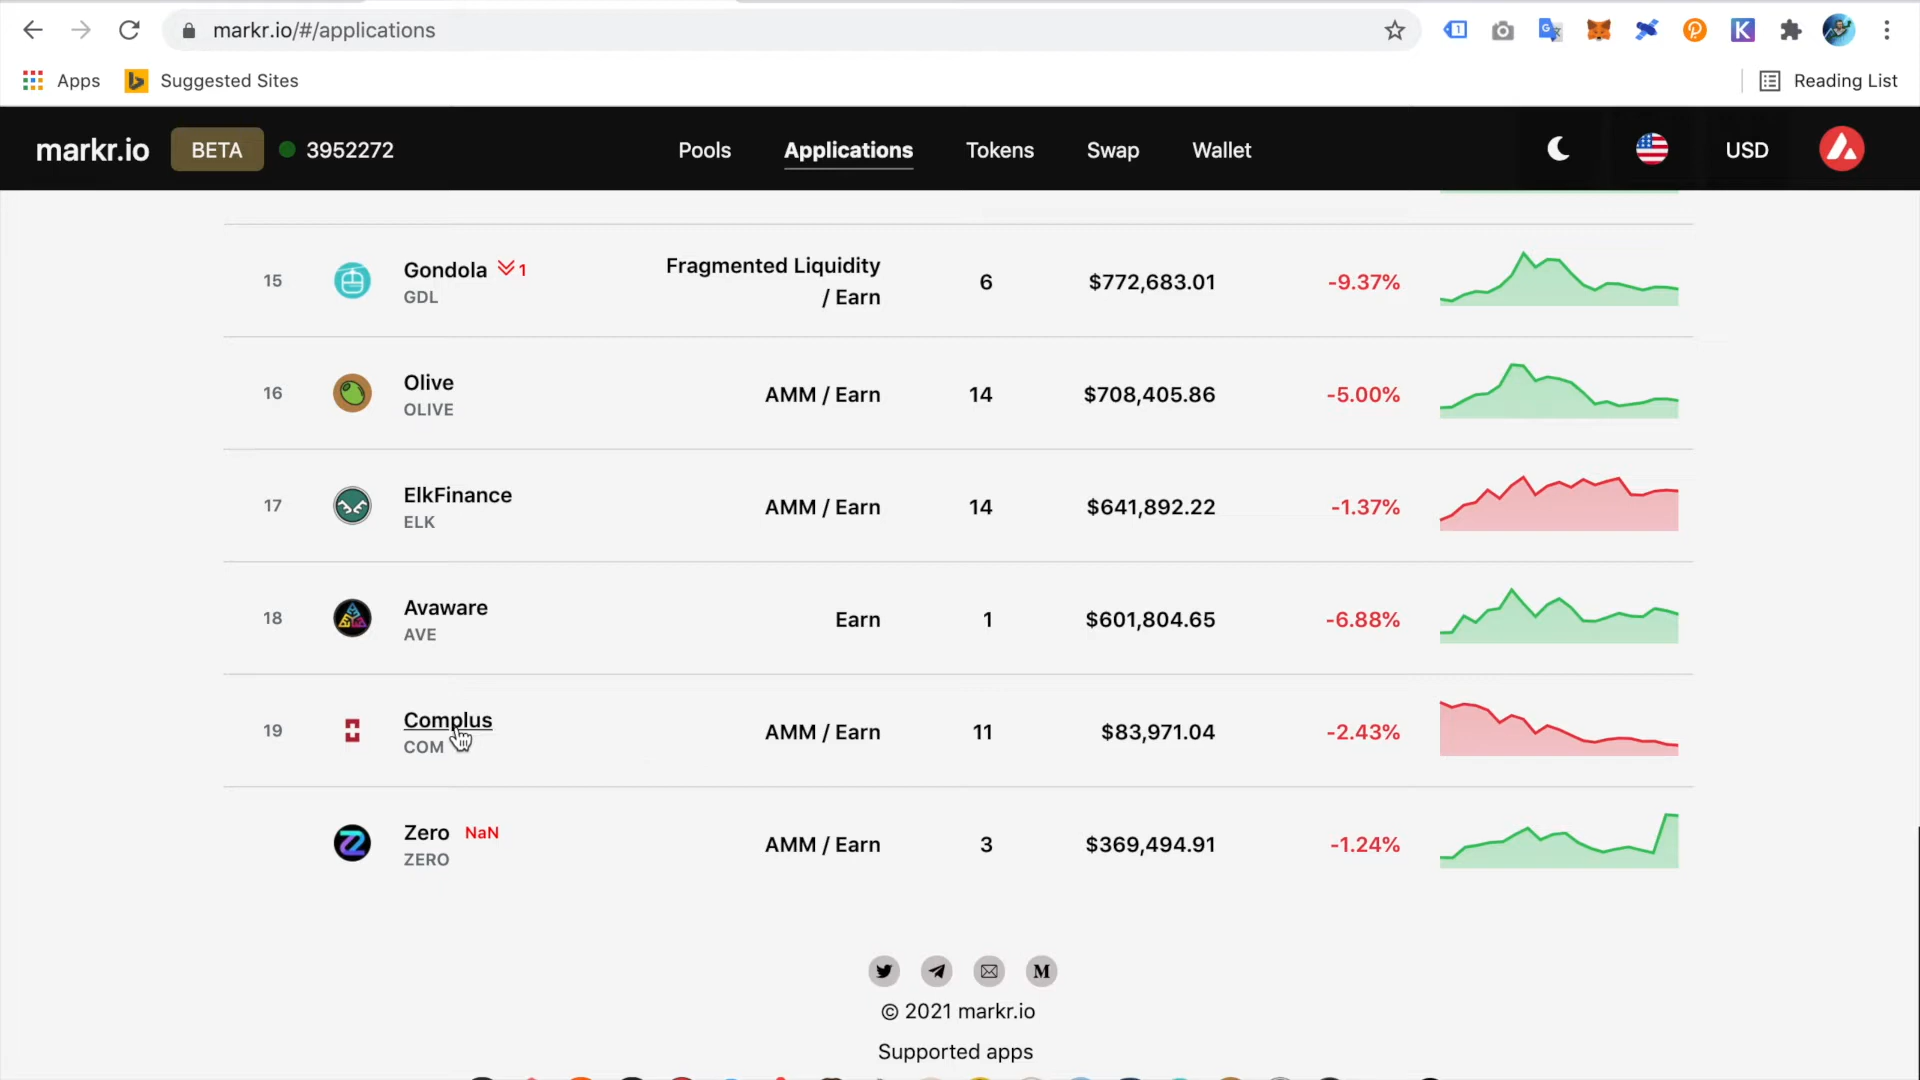 markr.io/#/applications
Apps
Suggested Sites
Reading List
markr.io
BETA
3952272
Pools
Applications
Tokens
Swap
Wallet
USD
15
Gondola
1
GDL
Fragmented Liquidity
/ Earn
6
$772,683.01
-9.37%
16
Olive
OLIVE
AMM / Earn
14
$708,405.86
-5.00%
17
ElkFinance
ELK
AMM / Earn
14
$641,892.22
-1.37%
18
Avaware
AVE
Earn
1
$601,804.65
-6.88%
19
Complus
COM
AMM / Earn
11
$83,971.04
-2.43%
Zero
NaN
ZERO
AMM / Earn
3
$369,494.91
-1.24%
M
© 2021 markr.io
Supported apps